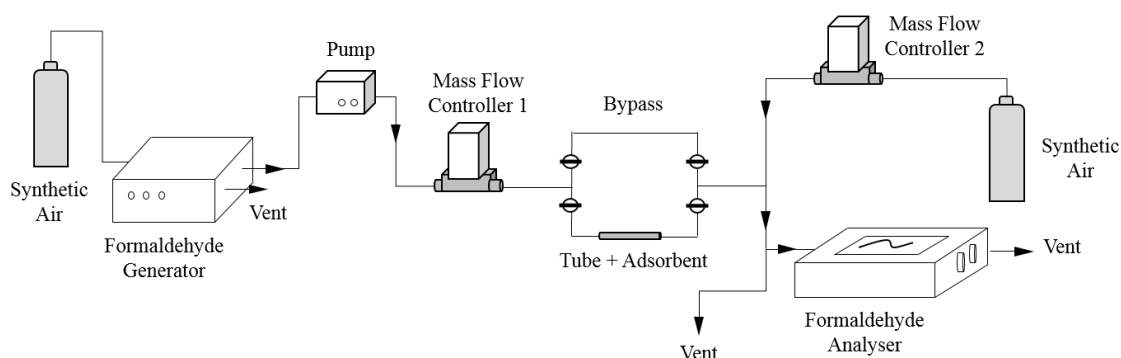 Synthetic
Air
Formaldehyde
Generator
Vent
Pump
Mass Flow
Controller 1
Bypass
Tube + Adsorbent
Mass Flow
Controller 2
Synthetic
Air
Vent
Formaldehyde
Analyser
Vent